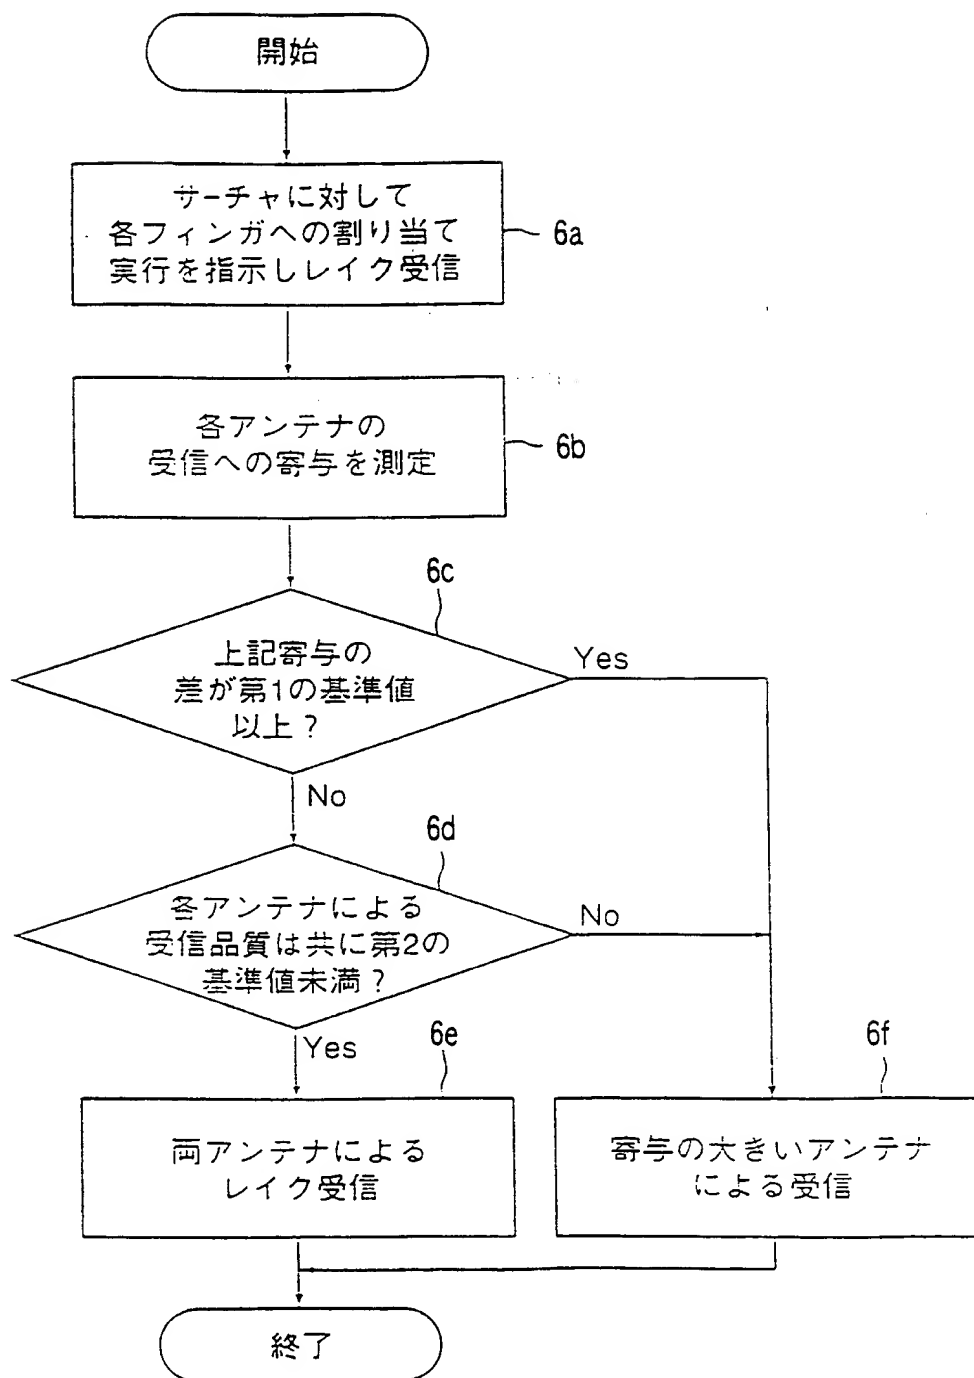 開始
サーチャに対して
各フィンガへの割り当て
実行を指示しレイク受信
6a
各アンテナの
受信への寄与を測定
6b
6c
上記寄与の
差が第1の基準値
以上?
Yes
No
6d
各アンテナによる
受信品質は共に第2の
基準値未満?
No
Yes
6e
両アンテナによる
レイク受信
6f
寄与の大きいアンテナ
による受信
終了